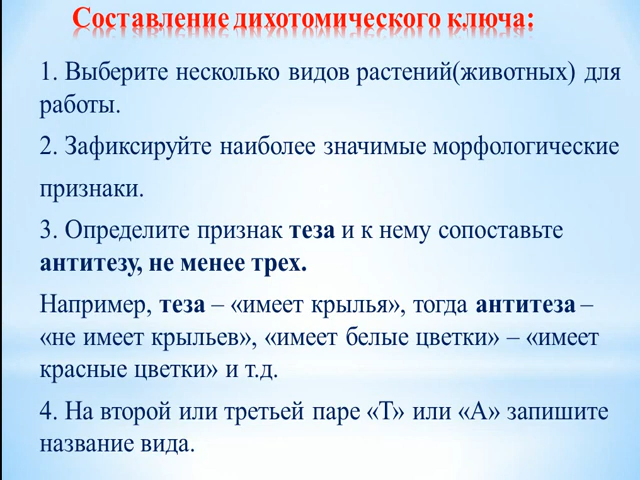 Составление дихотомического ключа:
1. Выберите несколько видов растений(животных) для
работы.
2. Зафиксируйте наиболее значимые морфологические
признаки.
3. Определите признак теза и к нему сопоставьте
антитезу, не менее трех.
Например, теза – «имеет крылья», тогда антитеза –
«не имеет крыльев», «имеет белые цветки» – «имеет
красные цветки» и т.д.
4. На второй или третьей паре «Т» или «А» запишите
название вида.